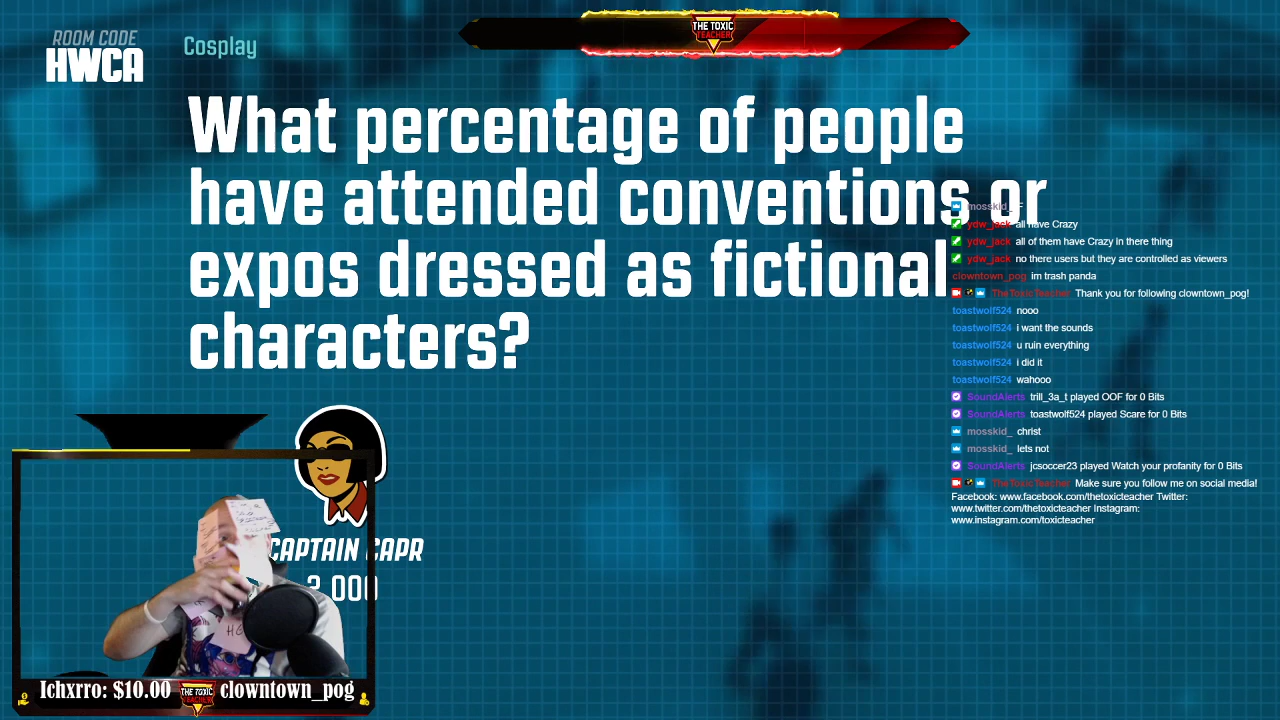 ROOM CODE
HWCA
Cosplay
THE TOXIC
TEACHER
What percentage of people
have attended conventions or
expos dressed as fictional
characters?
mosskid_ F
ydw_jack all have Crazy
ydw_jack all of them have Crazy in there thing
ydw_jack no there users but they are controlled as viewers
clowntown_pog im trash panda
TheToxicTeacher Thank you for following clowntown_pog!
toastwolf524 nooo
toastwolf524 i want the sounds
toastwolf524 u ruin everything
toastwolf524 i did it
toastwolf524 wahooo
SoundAlerts trill_3a_t played OOF for 0 Bits
SoundAlerts toastwolf524 played Scare for 0 Bits
mosskid_ christ
mosskid_ lets not
SoundAlerts jcsoccer23 played Watch your profanity for 0 Bits
TheToxicTeacher Make sure you follow me on social media!
Facebook: www.facebook.com/thetoxicteacher Twitter:
www.twitter.com/thetoxicteacher Instagram:
www.instagram.com/toxicteacher
CAPTAIN CAPR
000
Ichxrro: $10.00 THE TOXIC TEACHER clowntown_pog